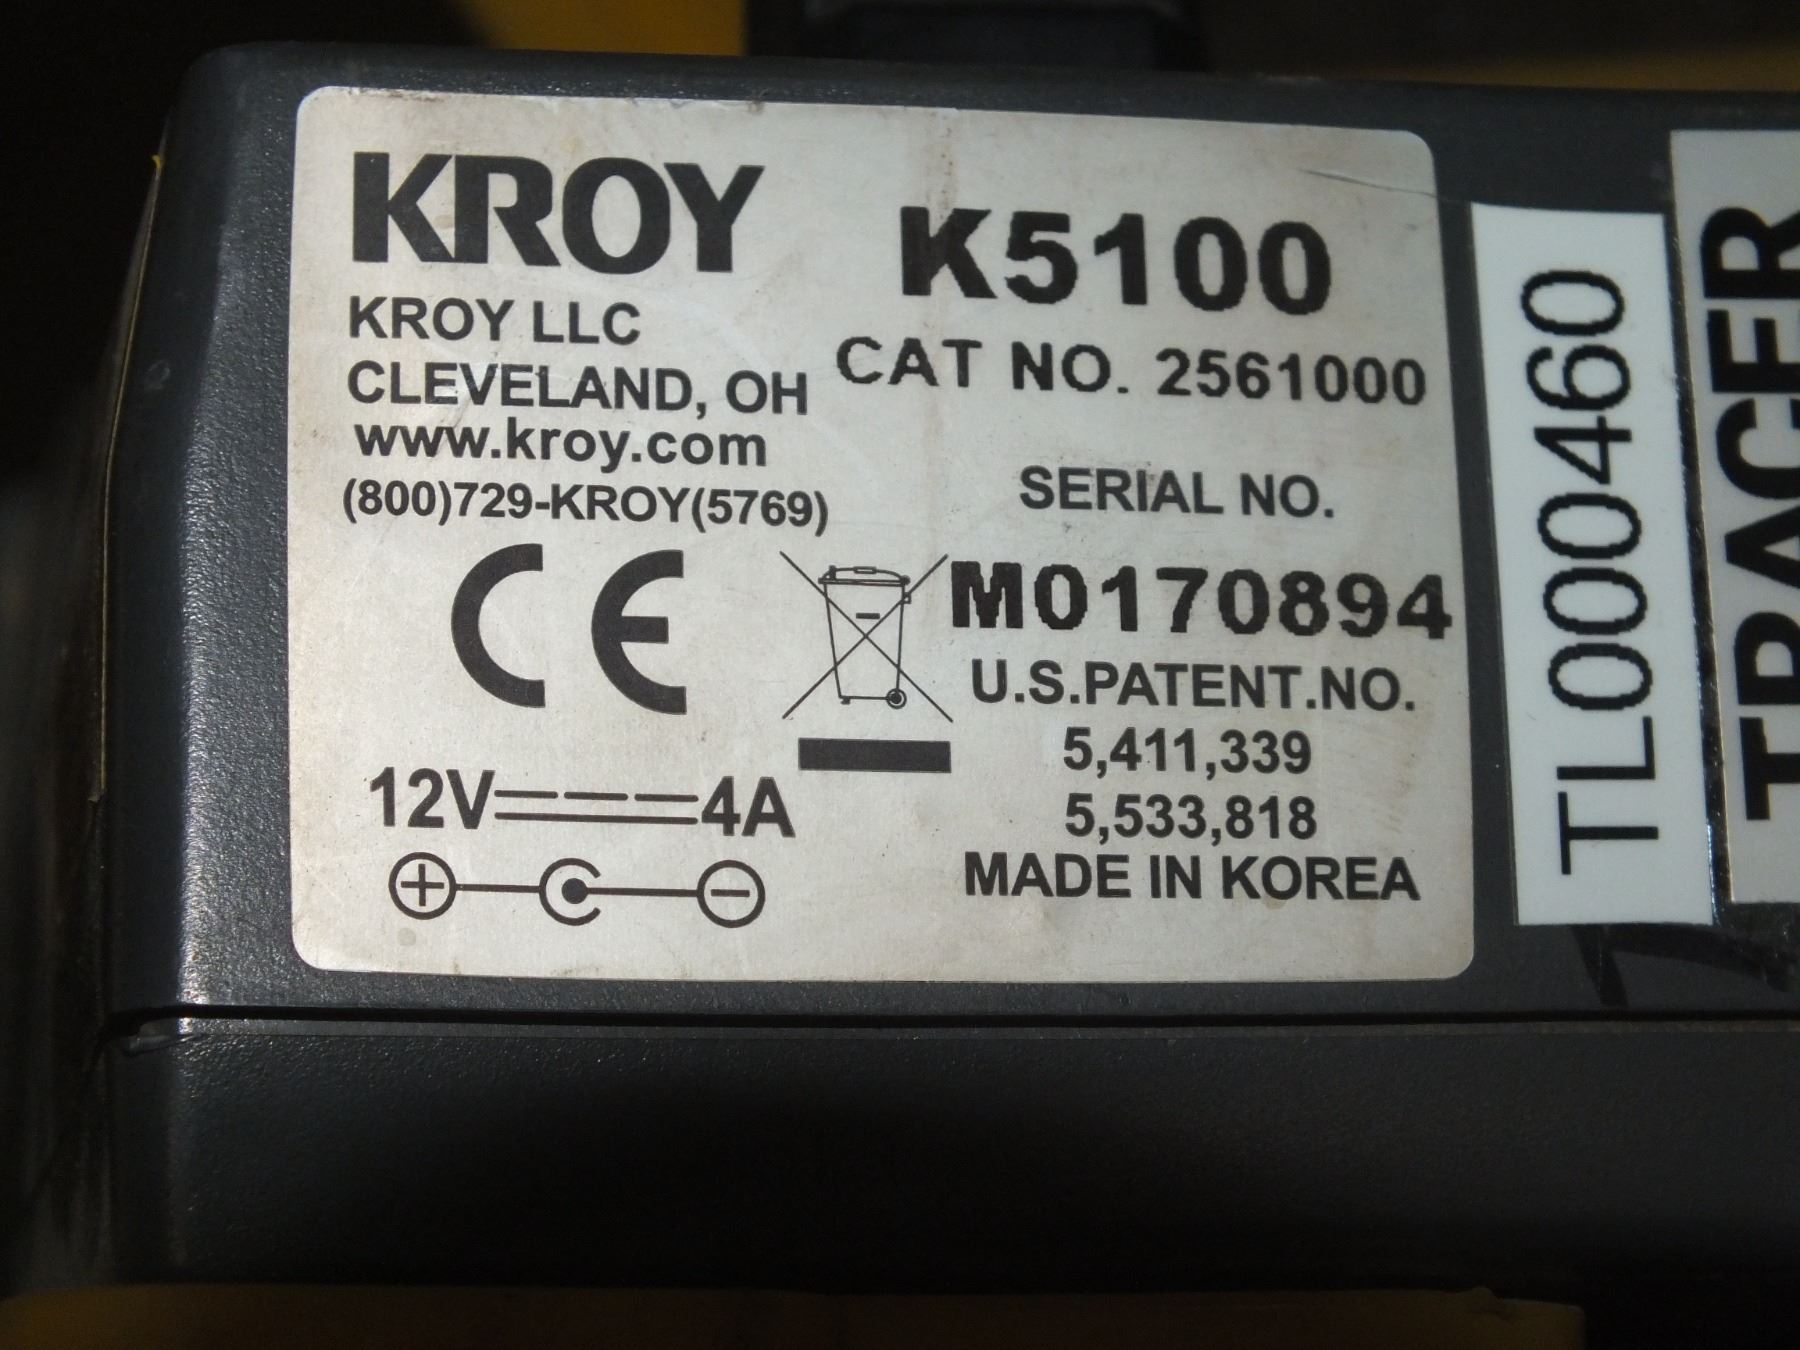 KROY
K5100
KROY LLC
CLEVELAND, OH
www.kroy.com
(800)729-KROY(5769)
CAT NO. 2561000
SERIAL NO.
M0170894
U.S.PATENT.NO.
5,411,339
5,533,818
MADE IN KOREA
CE
12V 4A
TL000460
TRACER